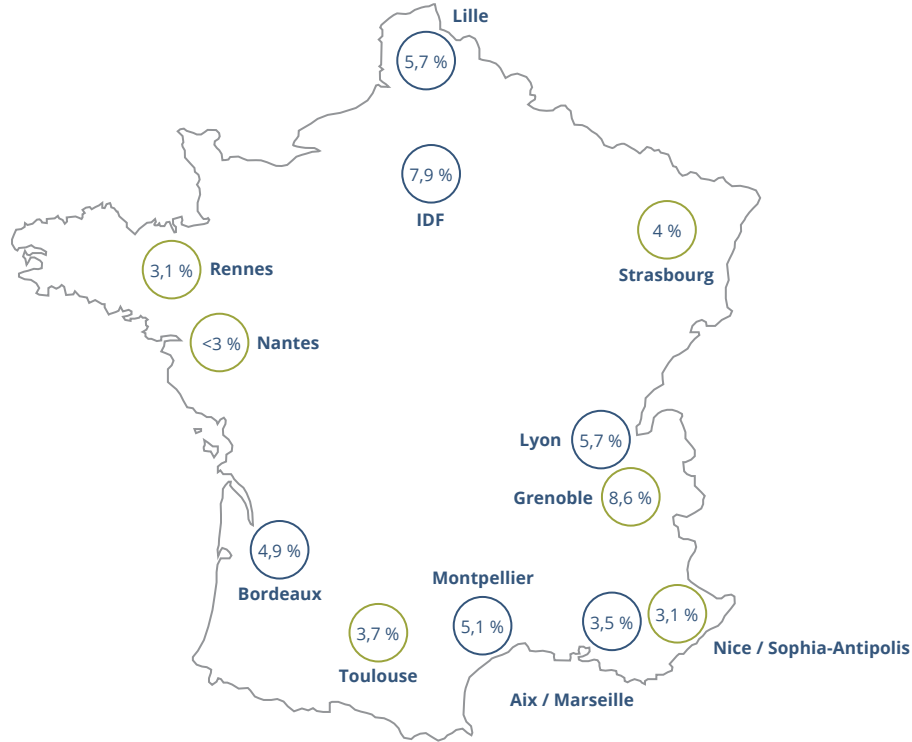 Lille
5,7 %
7,9 %
IDF
4 %
Strasbourg
3,1 %
Rennes
<3 %
Nantes
Lyon
5,7 %
Grenoble
8,6 %
4,9 %
Bordeaux
Montpellier
5,1 %
3,7 %
Toulouse
3,5 %
Aix / Marseille
3,1 %
Nice / Sophia-Antipolis